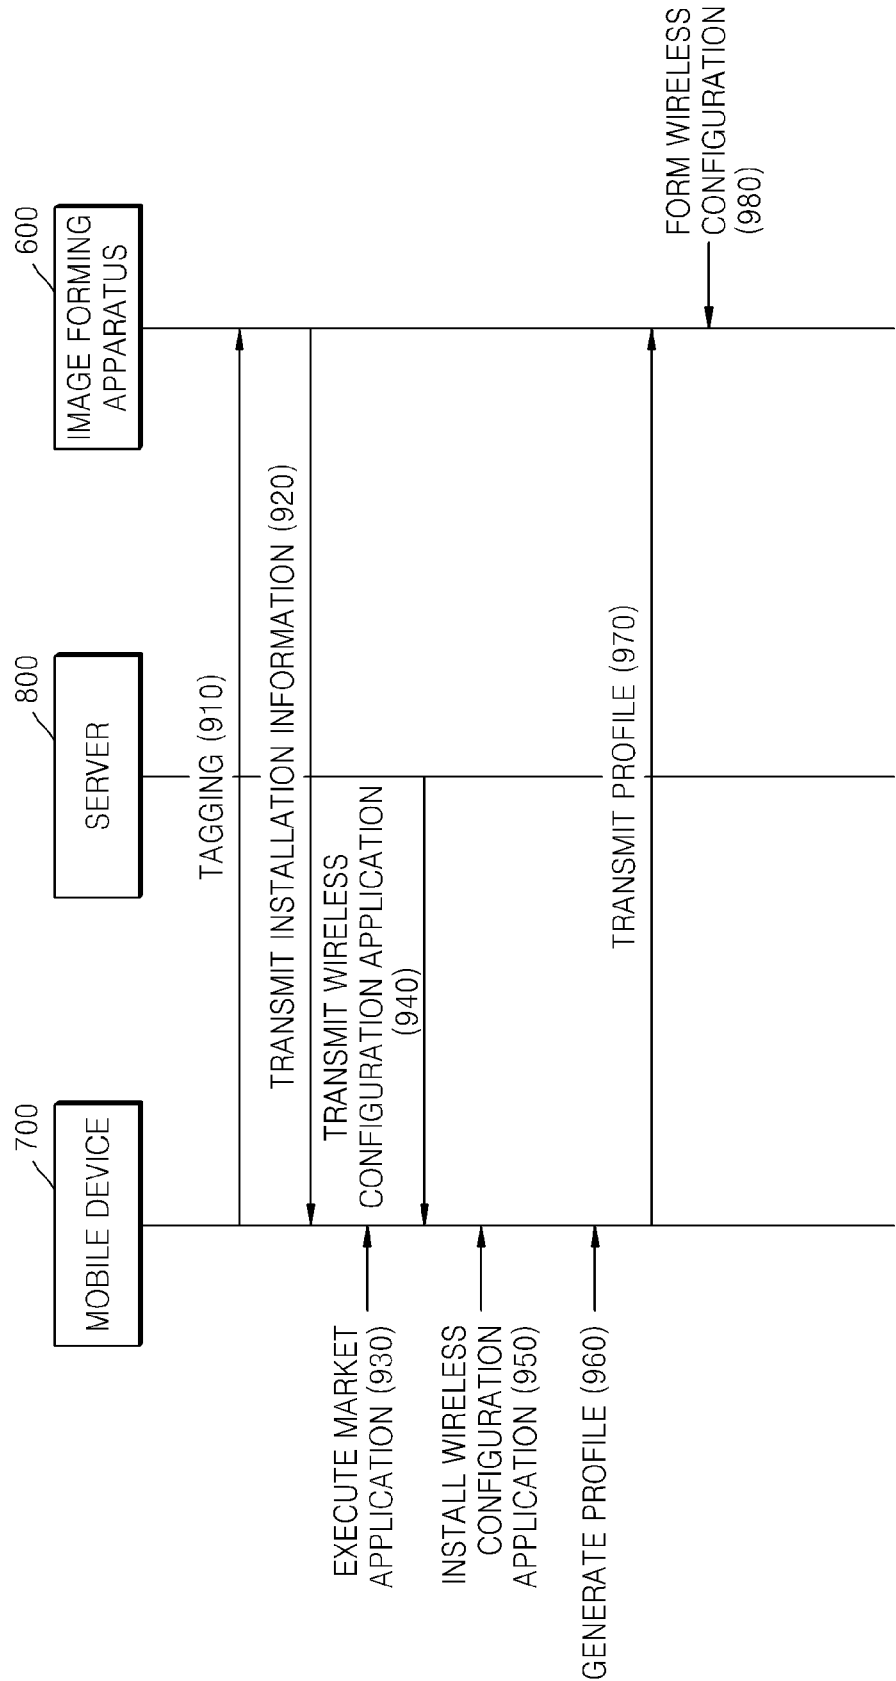 700
MOBILE DEVICE
800
SERVER
600
IMAGE FORMING
APPARATUS
TAGGING (910)
TRANSMIT INSTALLATION INFORMATION (920)
EXECUTE MARKET
APPLICATION (930)
TRANSMIT WIRELESS
CONFIGURATION APPLICATION
(940)
INSTALL WIRELESS
CONFIGURATION
APPLICATION (950)
GENERATE PROFILE (960)
TRANSMIT PROFILE (970)
FORM WIRELESS
CONFIGURATION
(980)